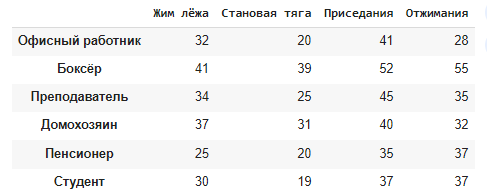 Жим лёжа Становая тяга Приседания Отжимания
Офисный работник 32 20 41 28
Боксёр 41 39 52 55
Преподаватель 34 25 45 35
Домохозяин 37 31 40 32
Пенсионер 25 20 35 37
Студент 30 19 37 37